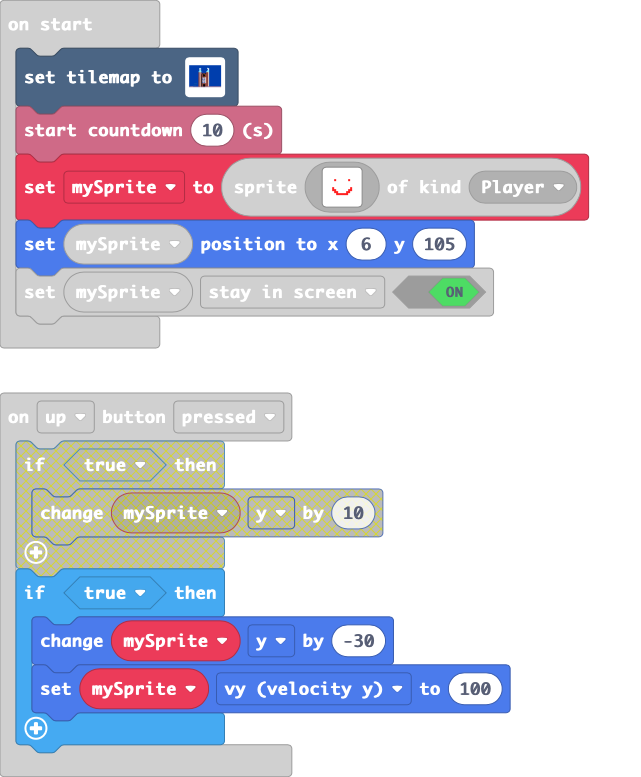 on start
set tilemap to
start countdown 10 (s)
set mySprite to sprite of kind Player
set mySprite position to x 6 y 105
set mySprite stay in screen ON
on up button pressed
if true then
change mySprite y by 10
if true then
change mySprite y by -30
set mySprite vy (velocity y) to 100